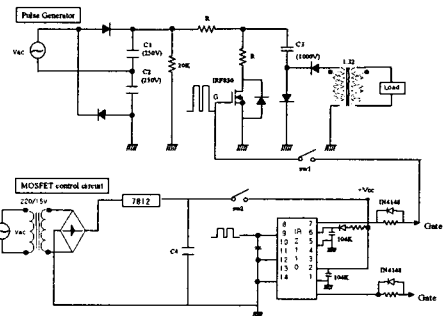 Pulse Generator
R
Vac
C1
(250V)
C2
(250V)
20K
R
IRF830
G
C3
(1000V)
1:32
Load
sw1
MOSFET control circuit
220/15V
Vac
7812
C4
sw2
+Vcc
8 7
9 6
10 5
11 4
12 3
13 2
14 1
IR2110
104K
104K
IN4148
Gate
IN4148
Gate